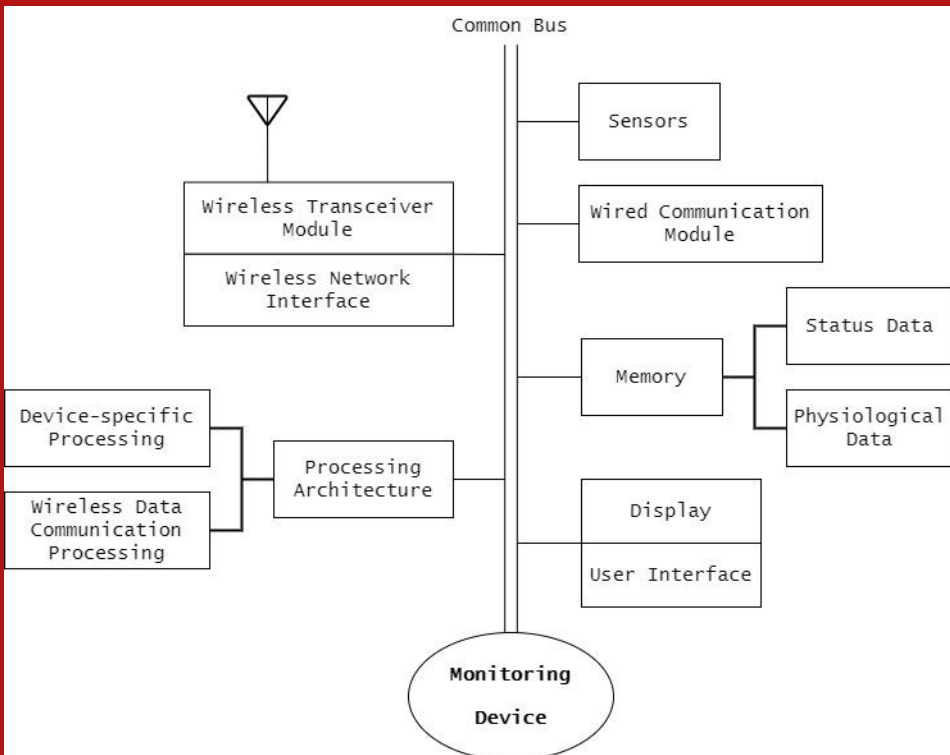 Common Bus
Sensors
Wireless Transceiver
Module
Wireless Network
Interface
Wired Communication
Module
Status Data
Memory
Physiological
Data
Device-specific
Processing
Processing
Architecture
Wireless Data
Communication
Processing
Display
User Interface
Monitoring
Device